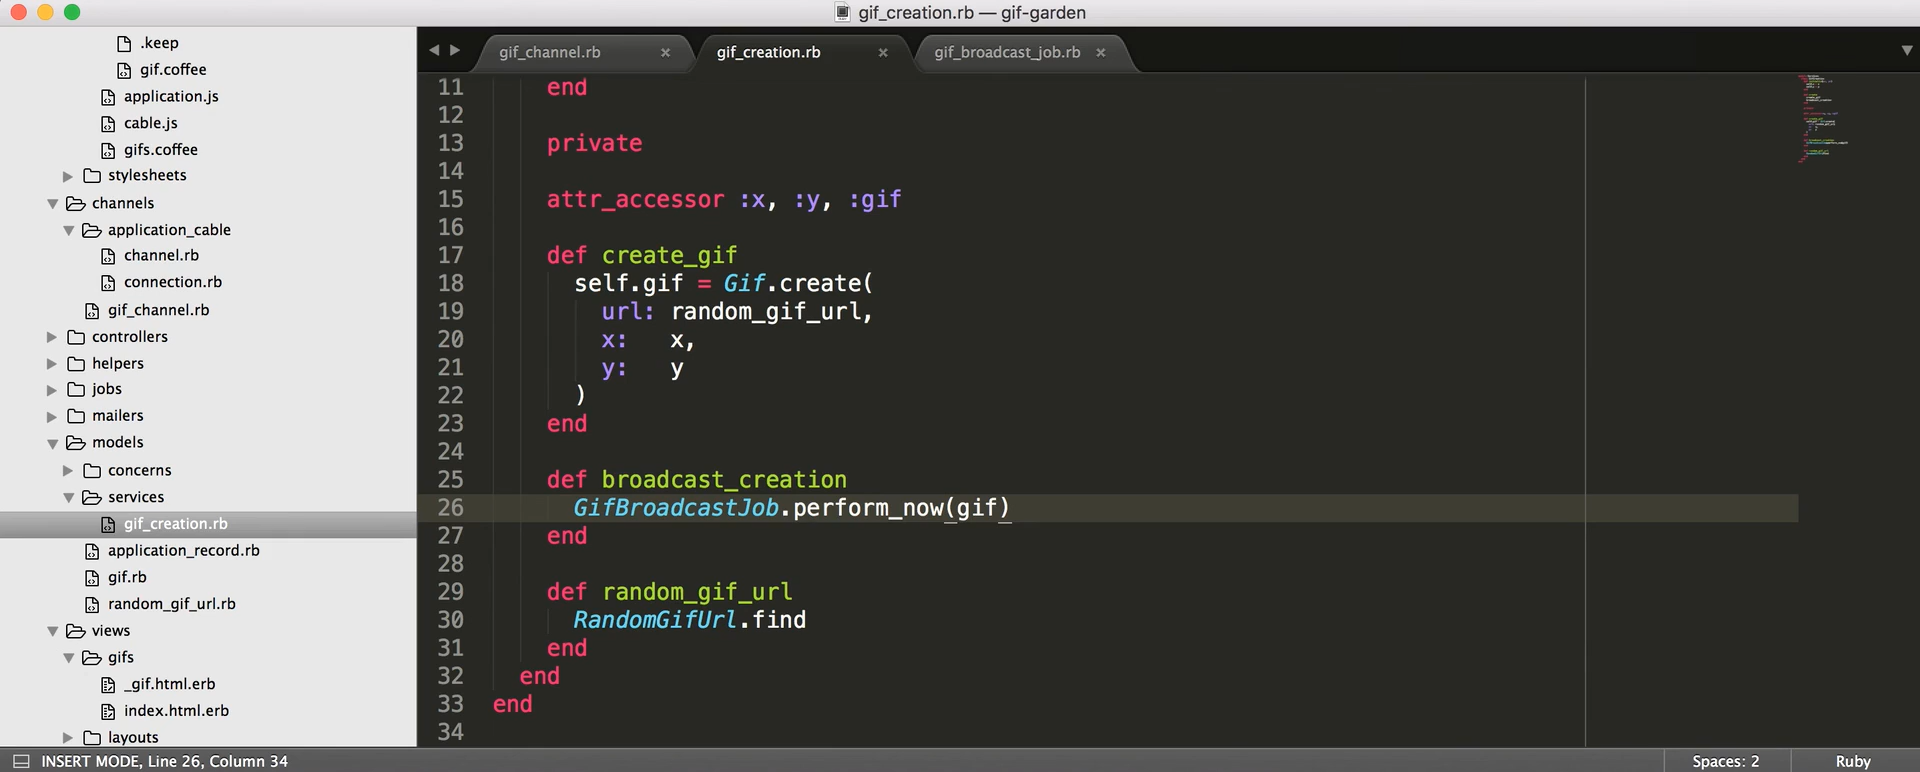 gif_creation.rb — gif-garden
.keep
gif.coffee
application.js
cable.js
gifs.coffee
stylesheets
channels
application_cable
channel.rb
connection.rb
gif_channel.rb
controllers
helpers
jobs
mailers
models
concerns
services
gif_creation.rb
application_record.rb
gif.rb
random_gif_url.rb
views
gifs
_gif.html.erb
index.html.erb
layouts
gif_channel.rb × gif_creation.rb × gif_broadcast_job.rb ×
11 end
12
13 private
14
15 attr_accessor :x, :y, :gif
16
17 def create_gif
18 self.gif = Gif.create(
19 url: random_gif_url,
20 x: x,
21 y: y
22 )
23 end
24
25 def broadcast_creation
26 GifBroadcastJob.perform_now(gif)
27 end
28
29 def random_gif_url
30 RandomGifUrl.find
31 end
32 end
33 end
34
INSERT MODE, Line 26, Column 34 Spaces: 2 Ruby